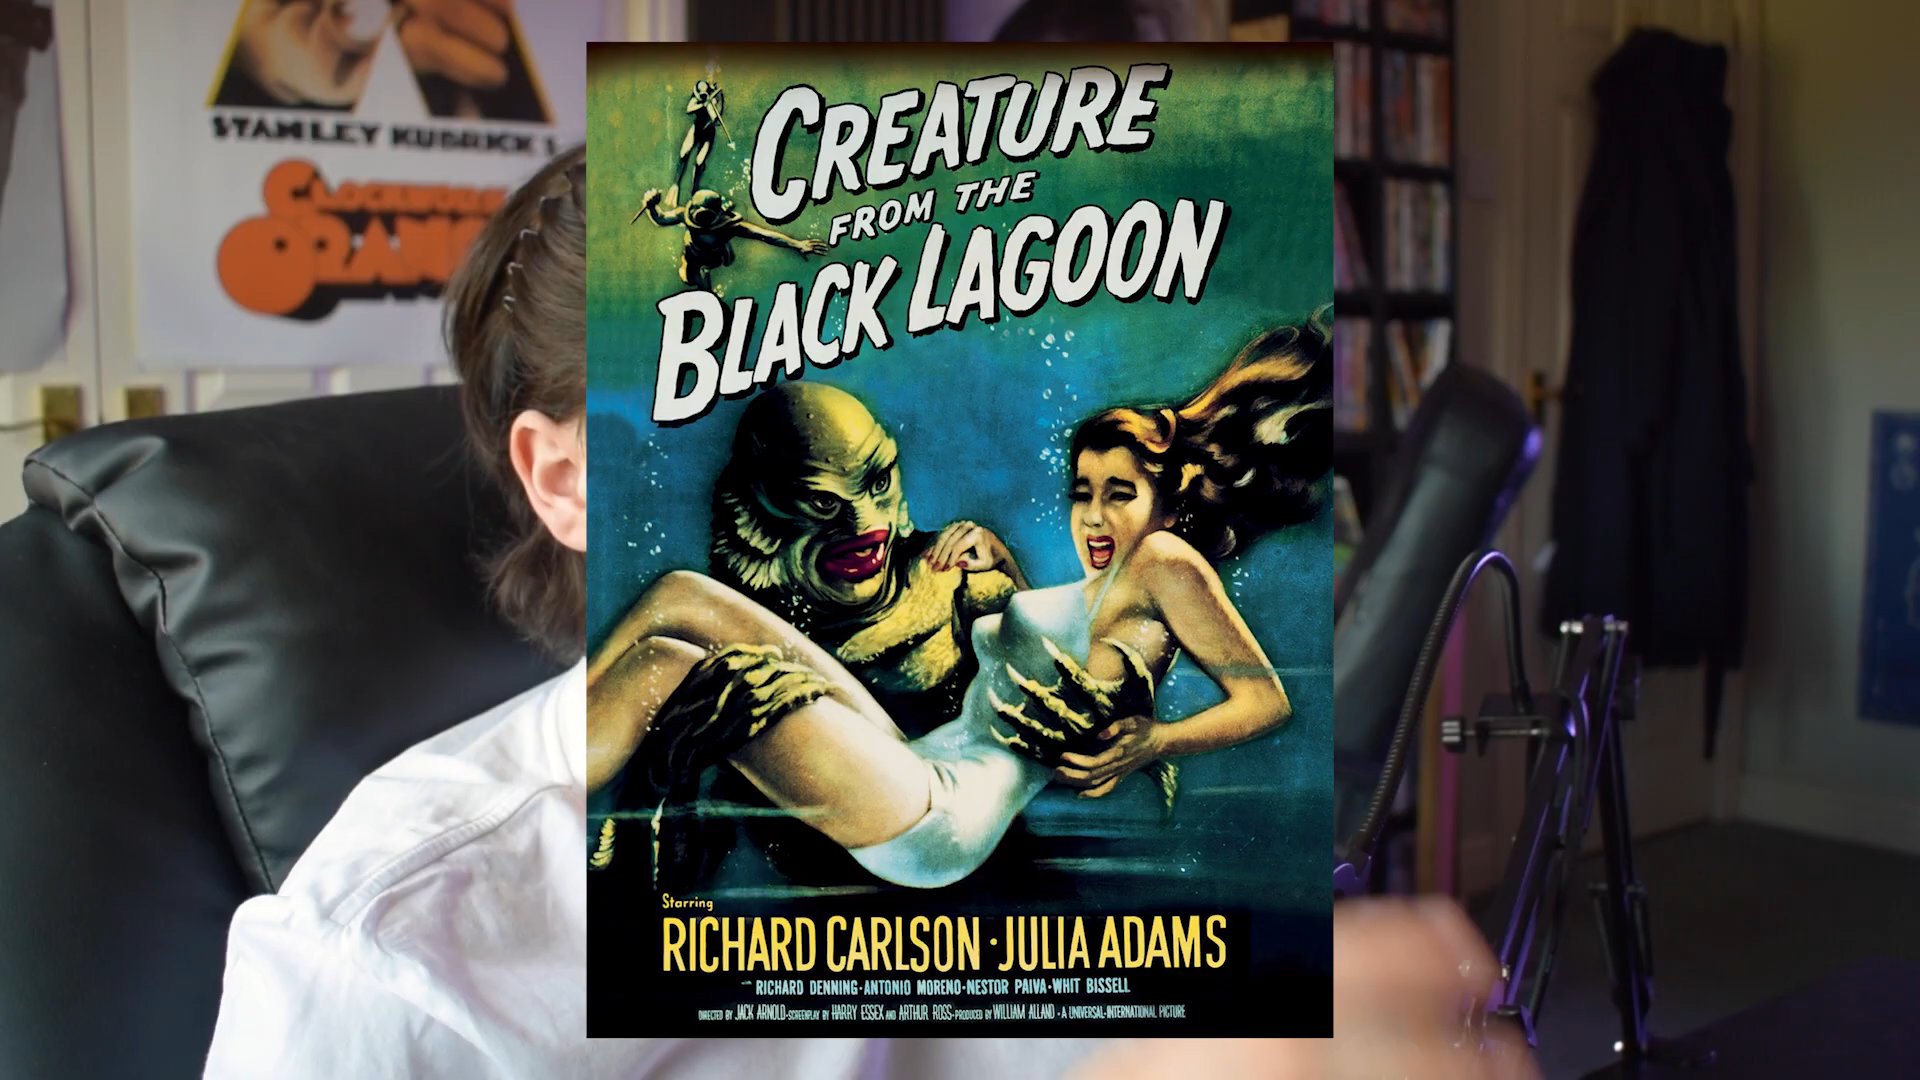 STANLEY KUBRICK'S
CLOCKWORK
ORANGE
CREATURE
FROM THE
BLACK LAGOON
Starring
RICHARD CARLSON · JULIA ADAMS
with RICHARD DENNING · ANTONIO MORENO · NESTOR PAIVA · WHIT BISSELL
DIRECTED BY JACK ARNOLD · SCREENPLAY BY HARRY ESSEX AND ARTHUR ROSS · PRODUCED BY WILLIAM ALLAND · A UNIVERSAL-INTERNATIONAL PICTURE